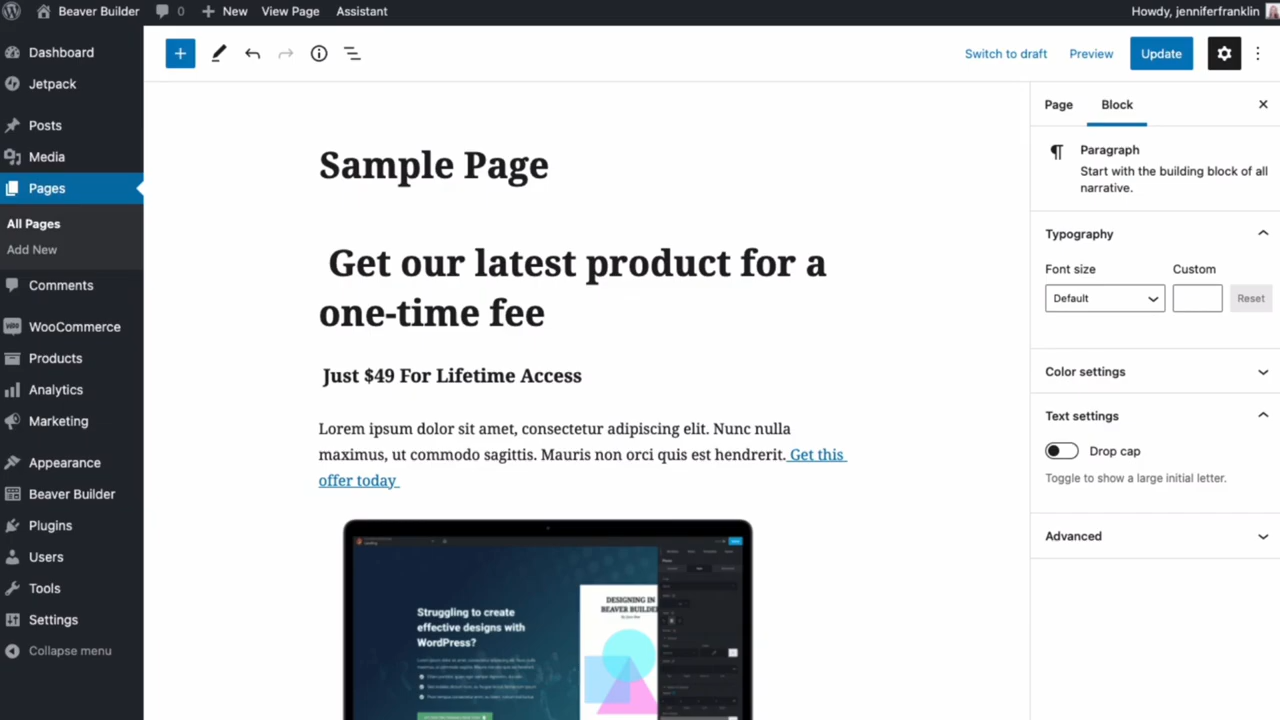 Beaver Builder 0 New View Page Assistant Howdy, jenniferfranklin
Dashboard
Jetpack
Posts
Media
Pages
All Pages
Add New
Comments
WooCommerce
Products
Analytics
Marketing
Appearance
Beaver Builder
Plugins
Users
Tools
Settings
Collapse menu
Switch to draft Preview Update
Sample Page
Get our latest product for a
one-time fee
Just $49 For Lifetime Access
Lorem ipsum dolor sit amet, consectetur adipiscing elit. Nunc nulla
maximus, ut commodo sagittis. Mauris non orci quis est hendrerit. Get this
offer today
Struggling to create
effective designs with
WordPress?
DESIGNING IN
BEAVER BUILDER
Page Block
Paragraph
Start with the building block of all
narrative.
Typography
Font size Custom
Default Reset
Color settings
Text settings
Drop cap
Toggle to show a large initial letter.
Advanced